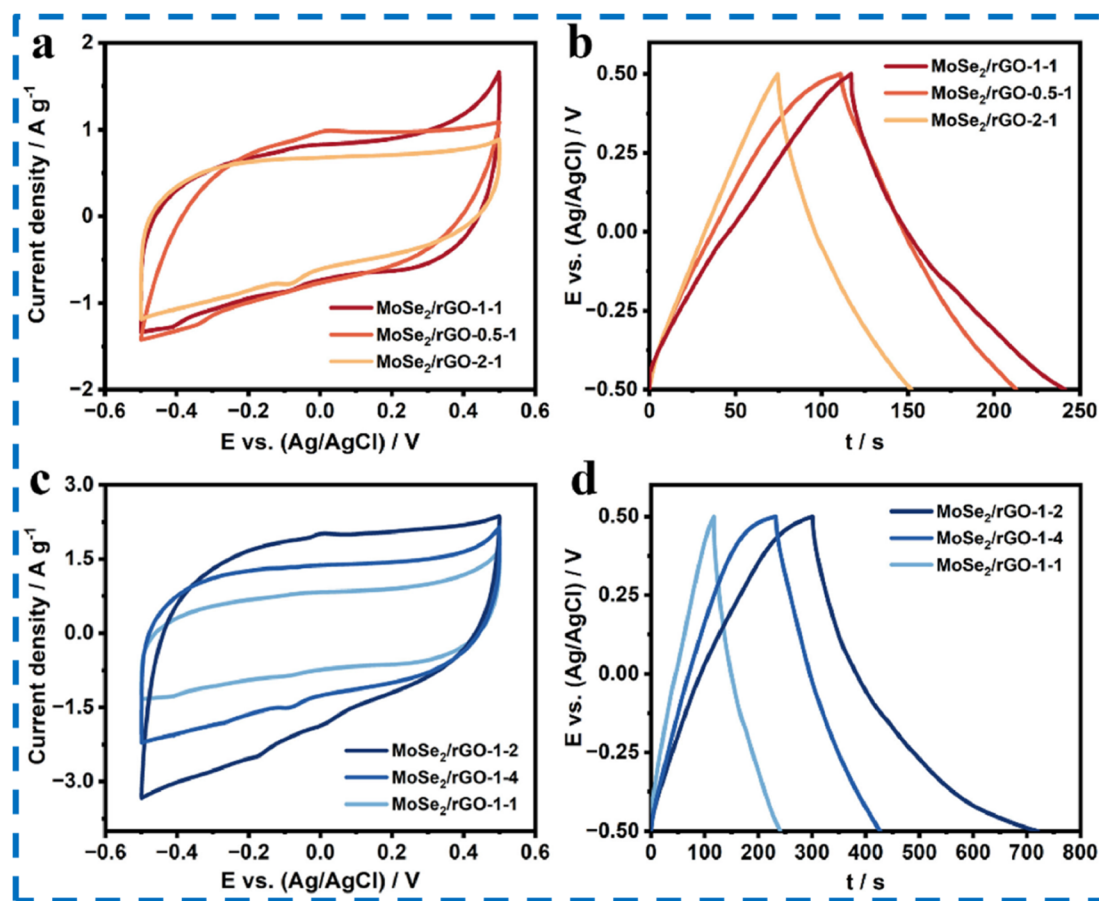 a
2
1
0
−1
−2
Current density / A g⁻¹
MoSe₂/rGO-1-1
MoSe₂/rGO-0.5-1
MoSe₂/rGO-2-1
−0.6 −0.4 −0.2 0.0 0.2 0.4 0.6
E vs. (Ag/AgCl) / V
b
0.50
0.25
0.00
−0.25
−0.50
E vs. (Ag/AgCl) / V
MoSe₂/rGO-1-1
MoSe₂/rGO-0.5-1
MoSe₂/rGO-2-1
0 50 100 150 200 250
t / s
c
3.0
1.5
0.0
−1.5
−3.0
Current density / A g⁻¹
MoSe₂/rGO-1-2
MoSe₂/rGO-1-4
MoSe₂/rGO-1-1
−0.6 −0.4 −0.2 0.0 0.2 0.4 0.6
E vs. (Ag/AgCl) / V
d
0.50
0.25
0.00
−0.25
−0.50
E vs. (Ag/AgCl) / V
MoSe₂/rGO-1-2
MoSe₂/rGO-1-4
MoSe₂/rGO-1-1
0 100 200 300 400 500 600 700 800
t / s